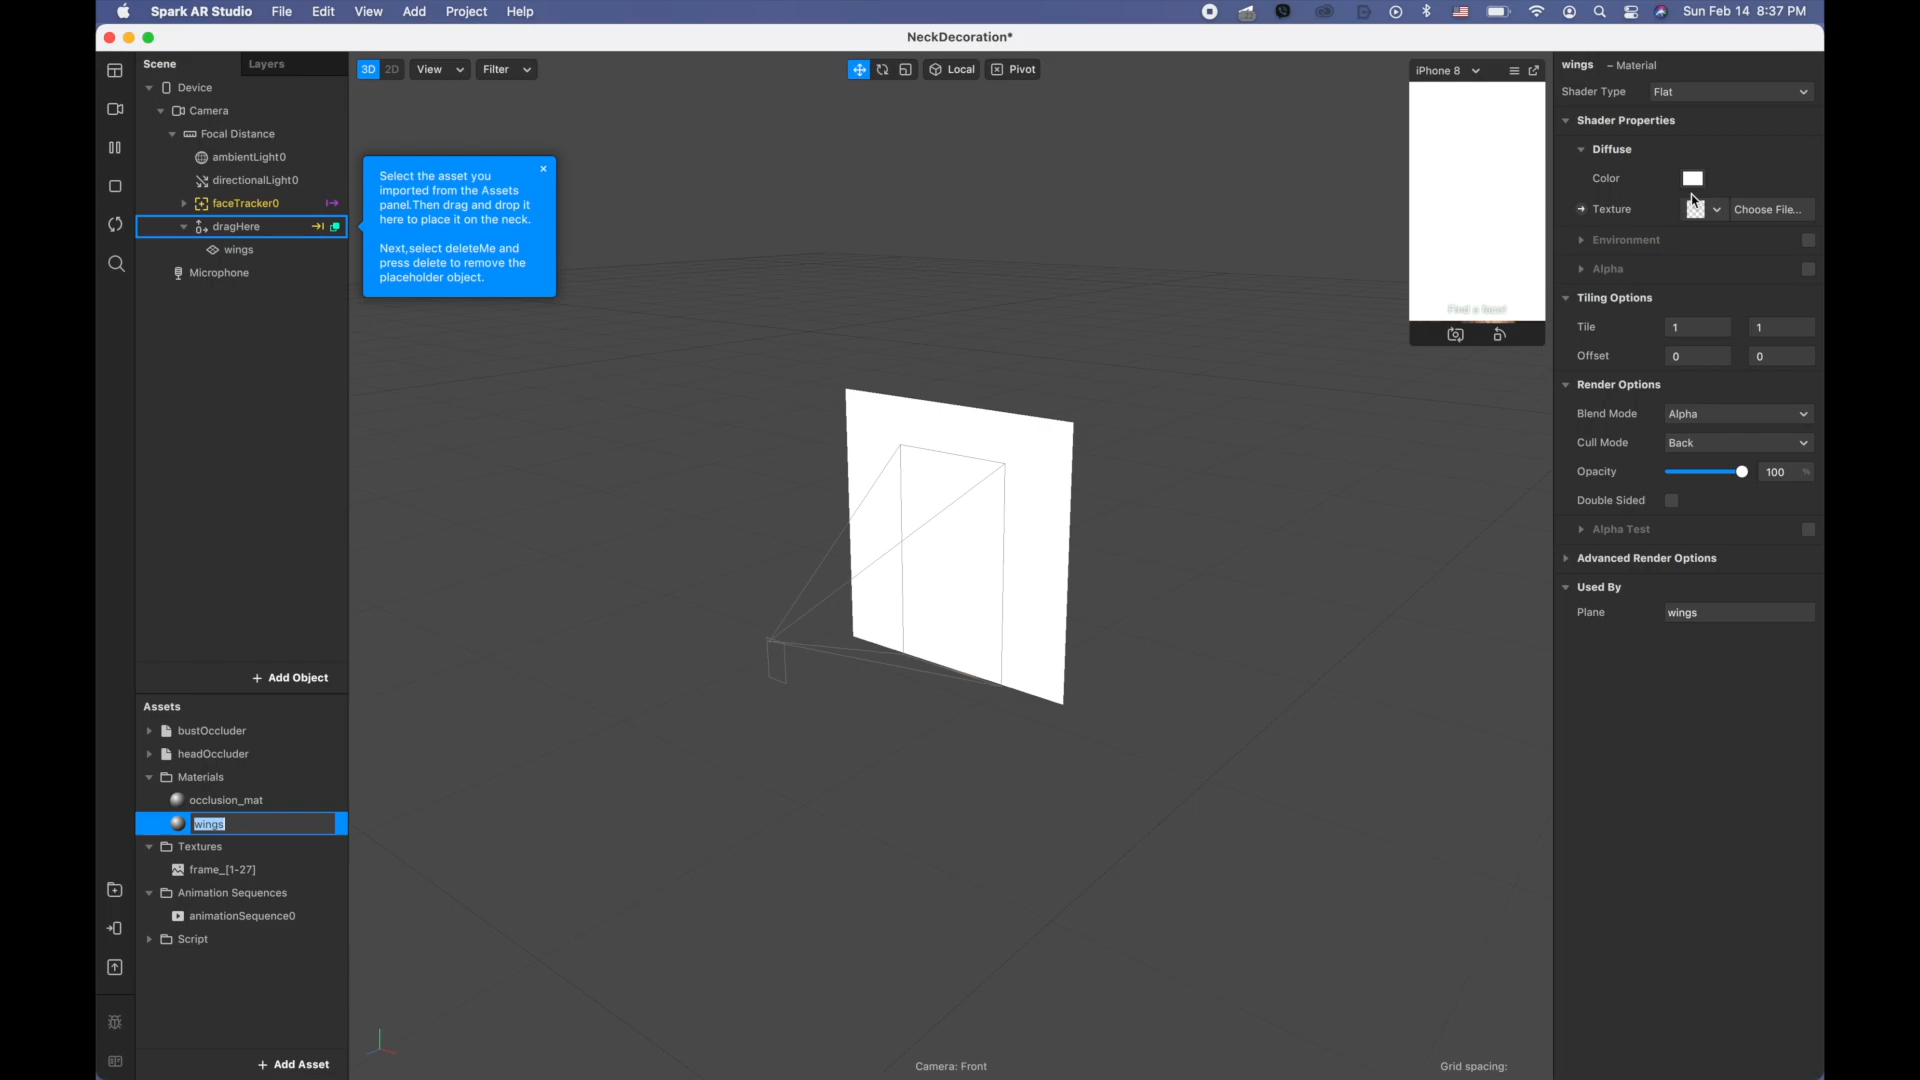 Spark AR Studio File Edit View Add Project Help
Sun Feb 14 8:37 PM
NeckDecoration*
Scene
Layers
Device
Camera
Focal Distance
ambientLight0
directionalLight0
faceTracker0
dragHere
wings
Microphone
+ Add Object
Assets
bustOccluder
headOccluder
Materials
occlusion_mat
wings
Textures
frame_[1-27]
Animation Sequences
animationSequence0
Script
+ Add Asset
3D 2D View Filter
Local Pivot
Select the asset you
imported from the Assets
panel.Then drag and drop it
here to place it on the neck.
Next,select deleteMe and
press delete to remove the
placeholder object.
iPhone 8
Find a face!
Camera: Front
Grid spacing:
wings – Material
Shader Type Flat
Shader Properties
Diffuse
Color
Texture Choose File...
Environment
Alpha
Tiling Options
Tile 1 1
Offset 0 0
Render Options
Blend Mode Alpha
Cull Mode Back
Opacity 100 %
Double Sided
Alpha Test
Advanced Render Options
Used By
Plane wings